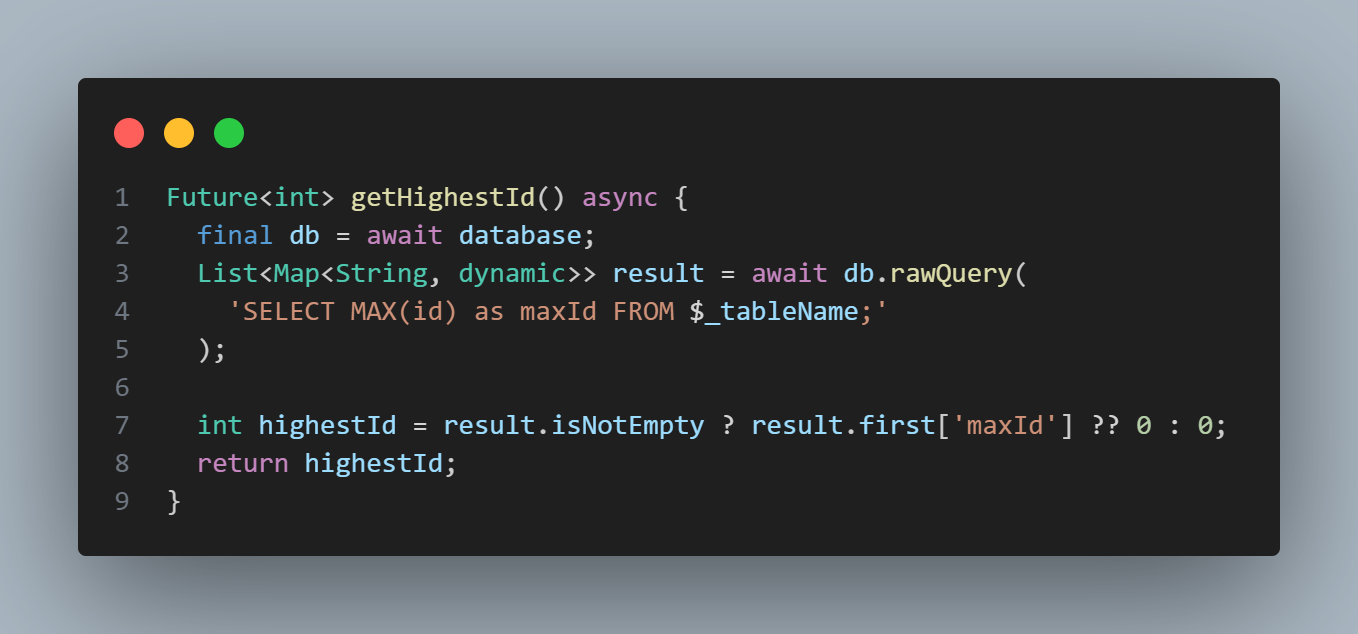 1 Future<int> getHighestId() async {
2   final db = await database;
3   List<Map<String, dynamic>> result = await db.rawQuery(
4     'SELECT MAX(id) as maxId FROM $_tableName;'
5   );
6
7   int highestId = result.isNotEmpty ? result.first['maxId'] ?? 0 : 0;
8   return highestId;
9 }